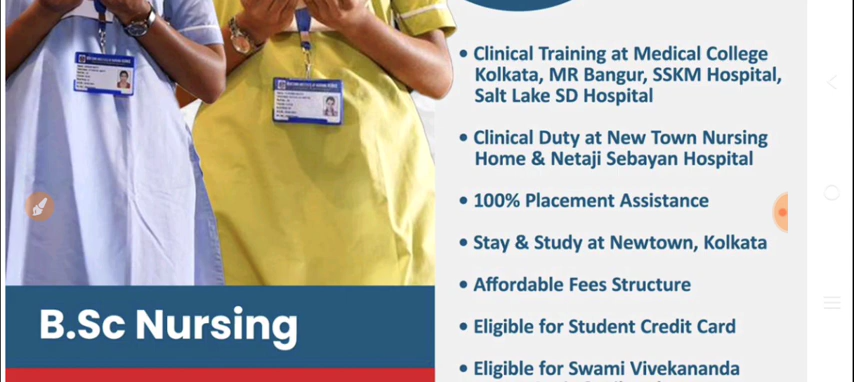 • Clinical Training at Medical College
Kolkata, MR Bangur, SSKM Hospital,
Salt Lake SD Hospital
• Clinical Duty at New Town Nursing
Home & Netaji Sebayan Hospital
• 100% Placement Assistance
• Stay & Study at Newtown, Kolkata
• Affordable Fees Structure
• Eligible for Student Credit Card
• Eligible for Swami Vivekananda
B.Sc Nursing